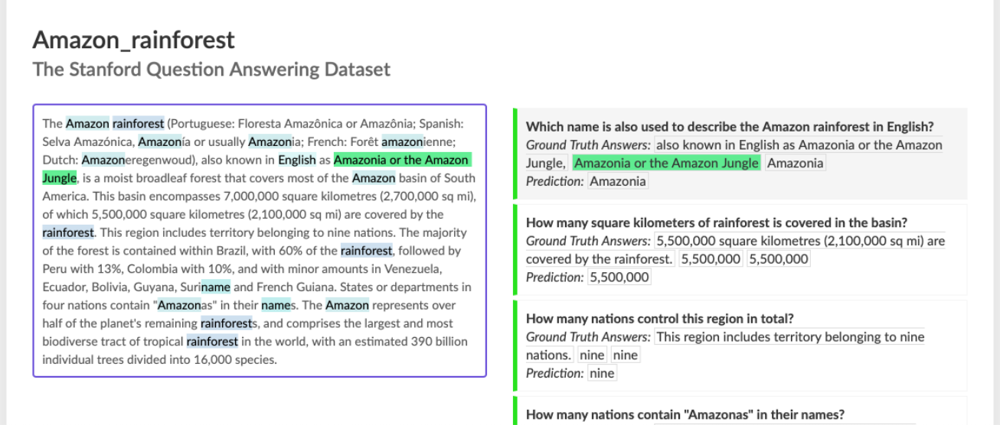 Amazon_rainforest
The Stanford Question Answering Dataset
The Amazon rainforest (Portuguese: Floresta Amazônica or Amazônia; Spanish:
Selva Amazónica, Amazonía or usually Amazonia; French: Forêt amazonienne;
Dutch: Amazoneregenwoud), also known in English as Amazonia or the Amazon
Jungle, is a moist broadleaf forest that covers most of the Amazon basin of South
America. This basin encompasses 7,000,000 square kilometres (2,700,000 sq mi),
of which 5,500,000 square kilometres (2,100,000 sq mi) are covered by the
rainforest. This region includes territory belonging to nine nations. The majority
of the forest is contained within Brazil, with 60% of the rainforest, followed by
Peru with 13%, Colombia with 10%, and with minor amounts in Venezuela,
Ecuador, Bolivia, Guyana, Suriname and French Guiana. States or departments in
four nations contain "Amazonas" in their names. The Amazon represents over
half of the planet's remaining rainforests, and comprises the largest and most
biodiverse tract of tropical rainforest in the world, with an estimated 390 billion
individual trees divided into 16,000 species.
Which name is also used to describe the Amazon rainforest in English?
Ground Truth Answers: also known in English as Amazonia or the Amazon
Jungle, Amazonia or the Amazon Jungle Amazonia
Prediction: Amazonia
How many square kilometers of rainforest is covered in the basin?
Ground Truth Answers: 5,500,000 square kilometres (2,100,000 sq mi) are
covered by the rainforest. 5,500,000 5,500,000
Prediction: 5,500,000
How many nations control this region in total?
Ground Truth Answers: This region includes territory belonging to nine
nations. nine nine
Prediction: nine
How many nations contain "Amazonas" in their names?